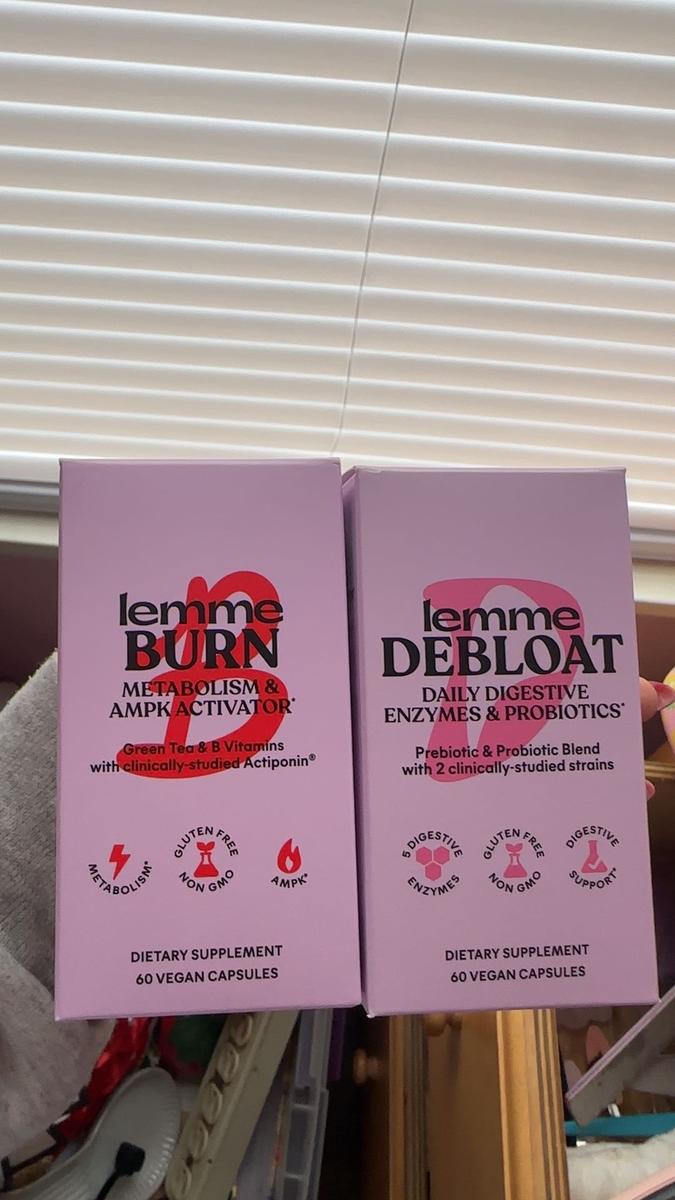 lemme
BURN
METABOLISM &
AMPK ACTIVATOR*
Green Tea & B Vitamins
with clinically-studied Actiponin®
METABOLISM*
GLUTEN FREE
NON GMO
AMPK*
DIETARY SUPPLEMENT
60 VEGAN CAPSULES
lemme
DEBLOAT
DAILY DIGESTIVE
ENZYMES & PROBIOTICS*
Prebiotic & Probiotic Blend
with 2 clinically-studied strains
5 DIGESTIVE
ENZYMES
GLUTEN FREE
NON GMO
DIGESTIVE
SUPPORT*
DIETARY SUPPLEMENT
60 VEGAN CAPSULES